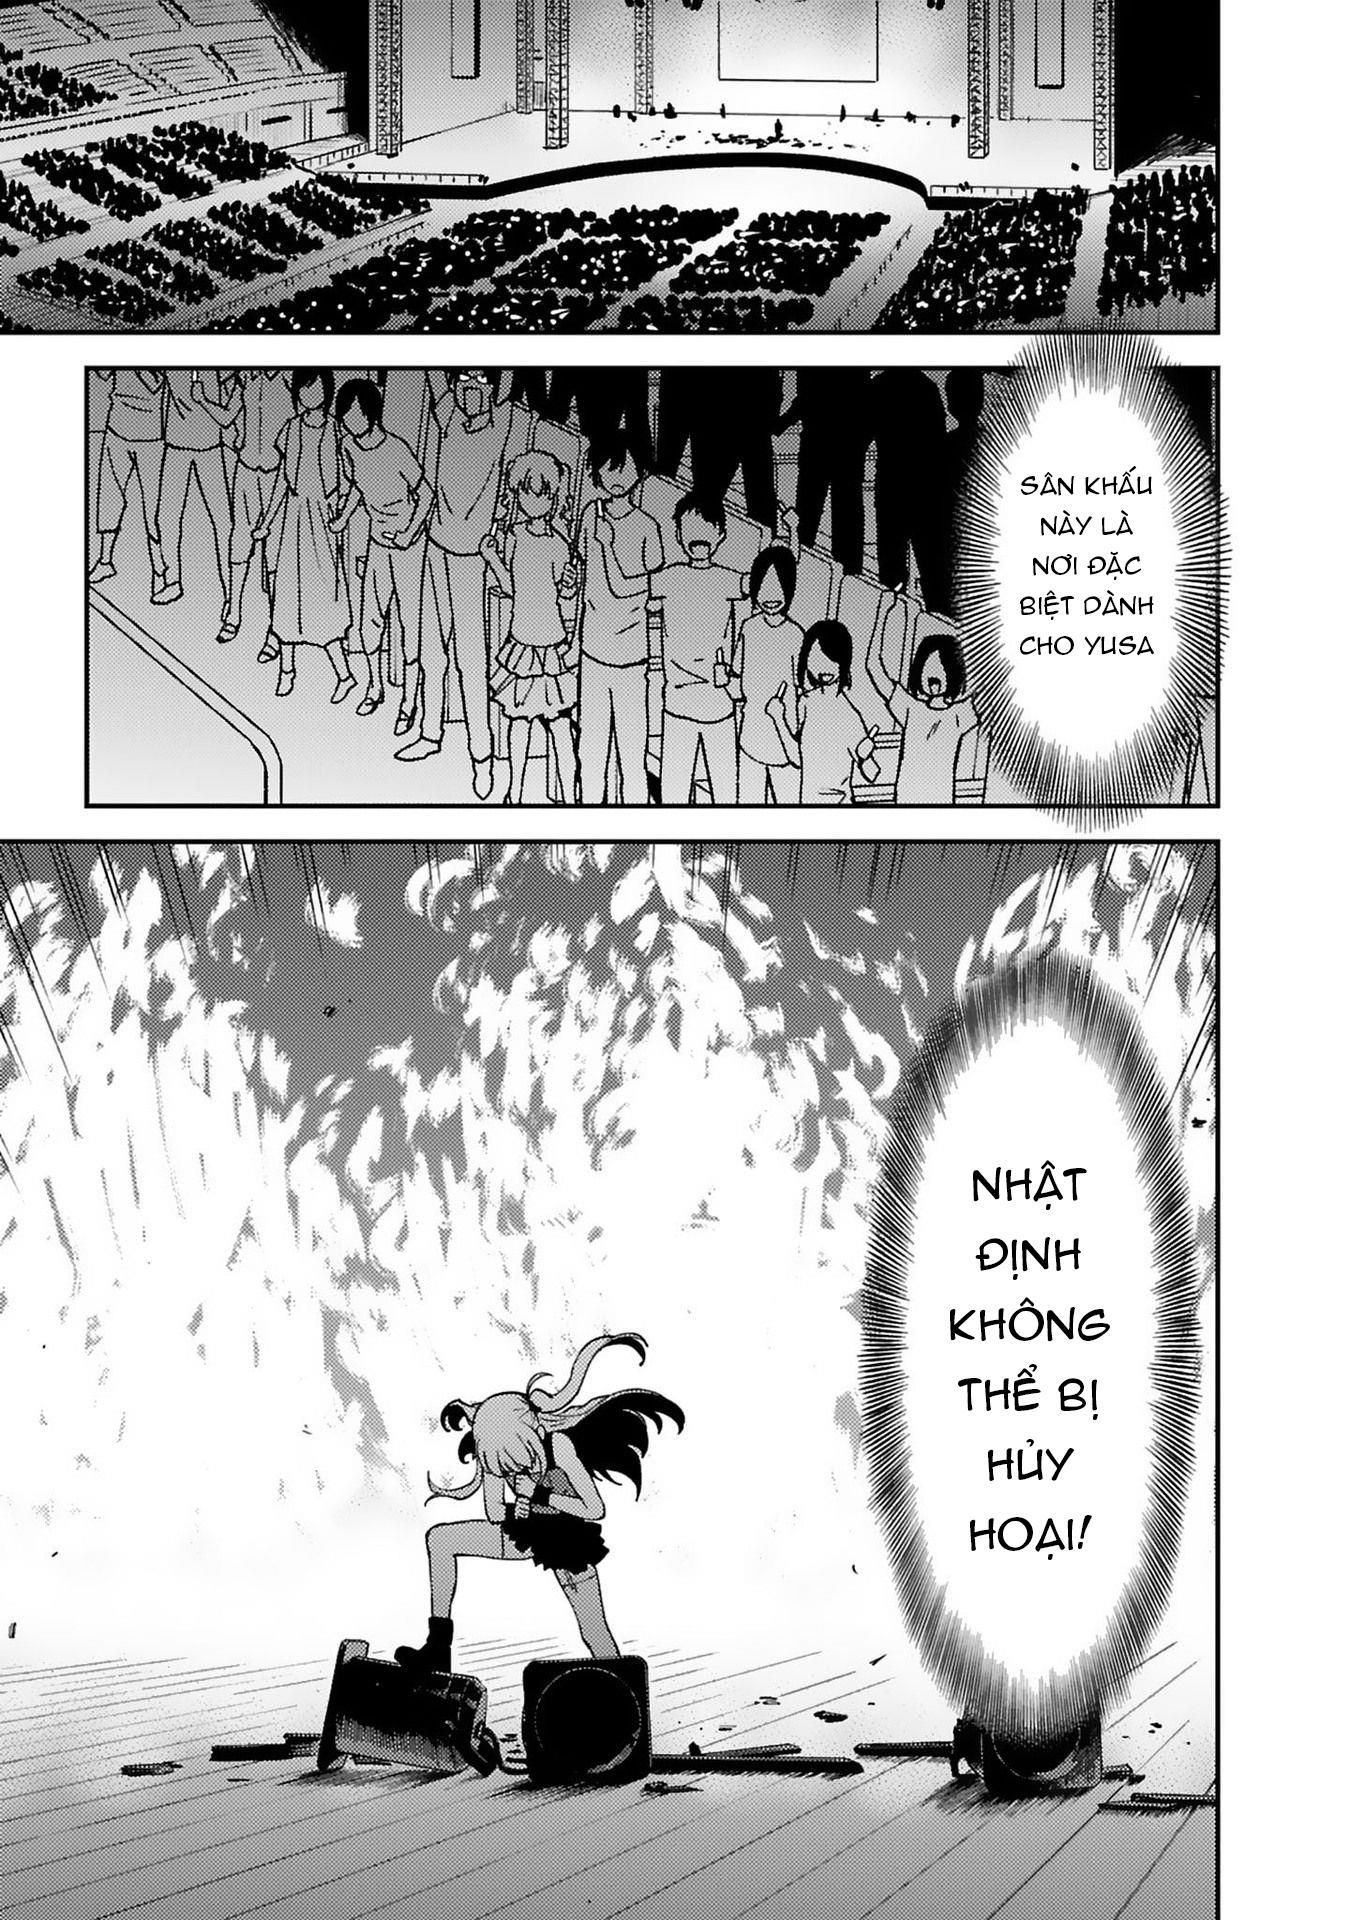 SÂN KHẤU
NÀY LÀ
NƠI ĐẶC
BIỆT DÀNH
CHO YUSA
NHẬT
ĐỊNH
KHÔNG
THỂ BỊ
HỦY
HOẠI!